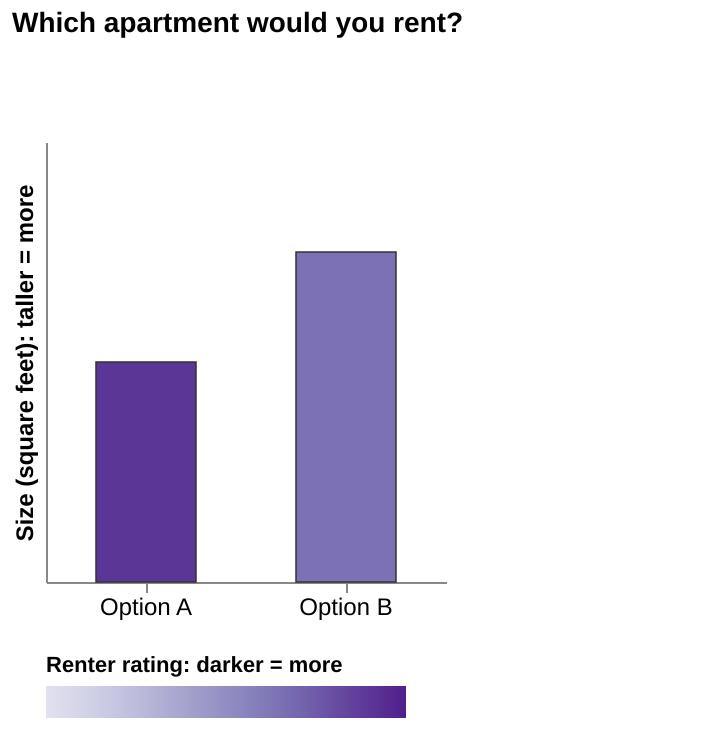 Which apartment would you rent?
Size (square feet): taller = more
Option A
Option B
Renter rating: darker = more